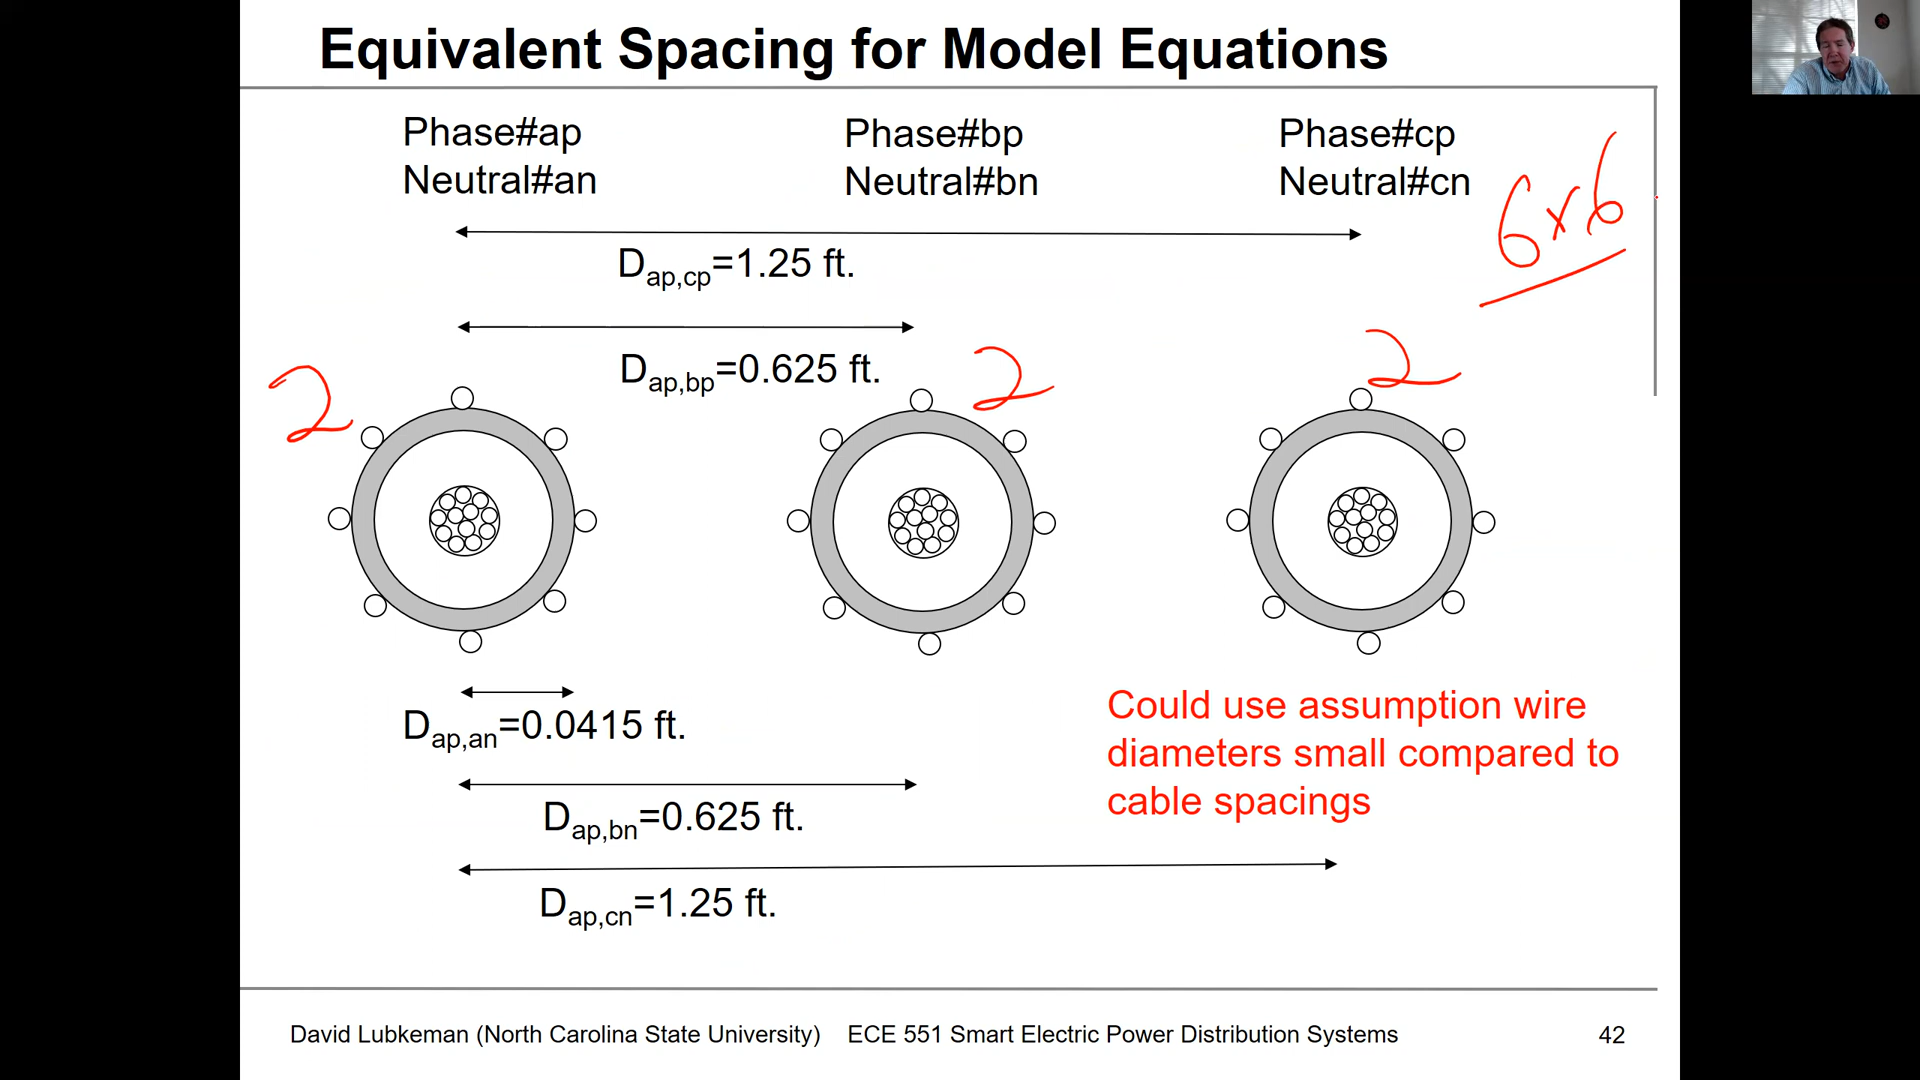 Equivalent Spacing for Model Equations
Phase#ap
Neutral#an
Phase#bp
Neutral#bn
Phase#cp
Neutral#cn
6x6
Dap,cp=1.25 ft.
Dap,bp=0.625 ft.
2
2
2
Dap,an=0.0415 ft.
Dap,bn=0.625 ft.
Dap,cn=1.25 ft.
Could use assumption wire
diameters small compared to
cable spacings
David Lubkeman (North Carolina State University)
ECE 551 Smart Electric Power Distribution Systems
42